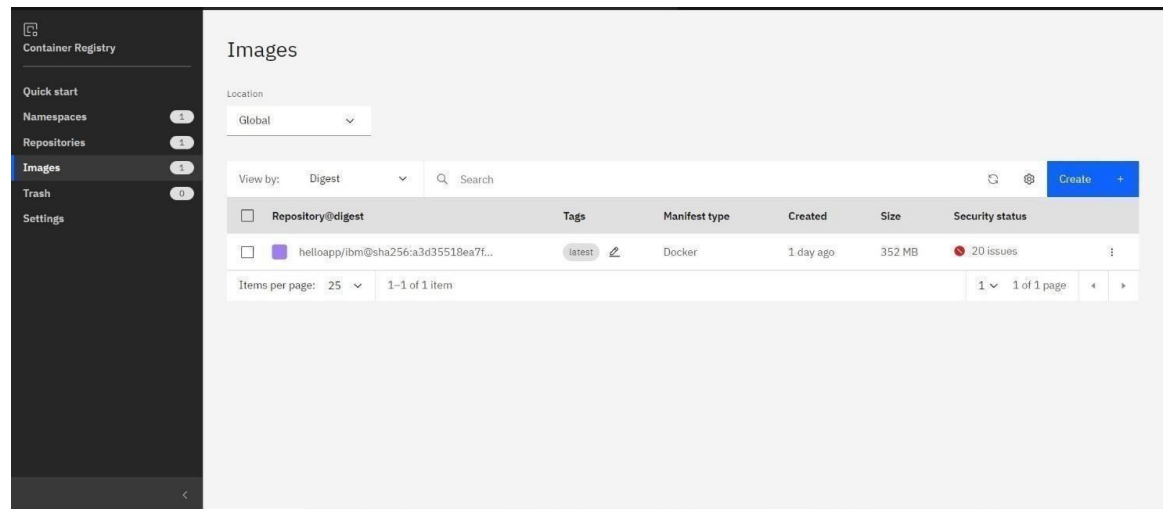 Container Registry
Quick start
Namespaces 1
Repositories 1
Images 1
Trash 0
Settings
Images
Location
Global
View by: Digest Search Create +
Repository@digest Tags Manifest type Created Size Security status
helloapp/ibm@sha256:a3d35518ea7f... latest Docker 1 day ago 352 MB 20 issues
Items per page: 25 1–1 of 1 item 1 1 of 1 page